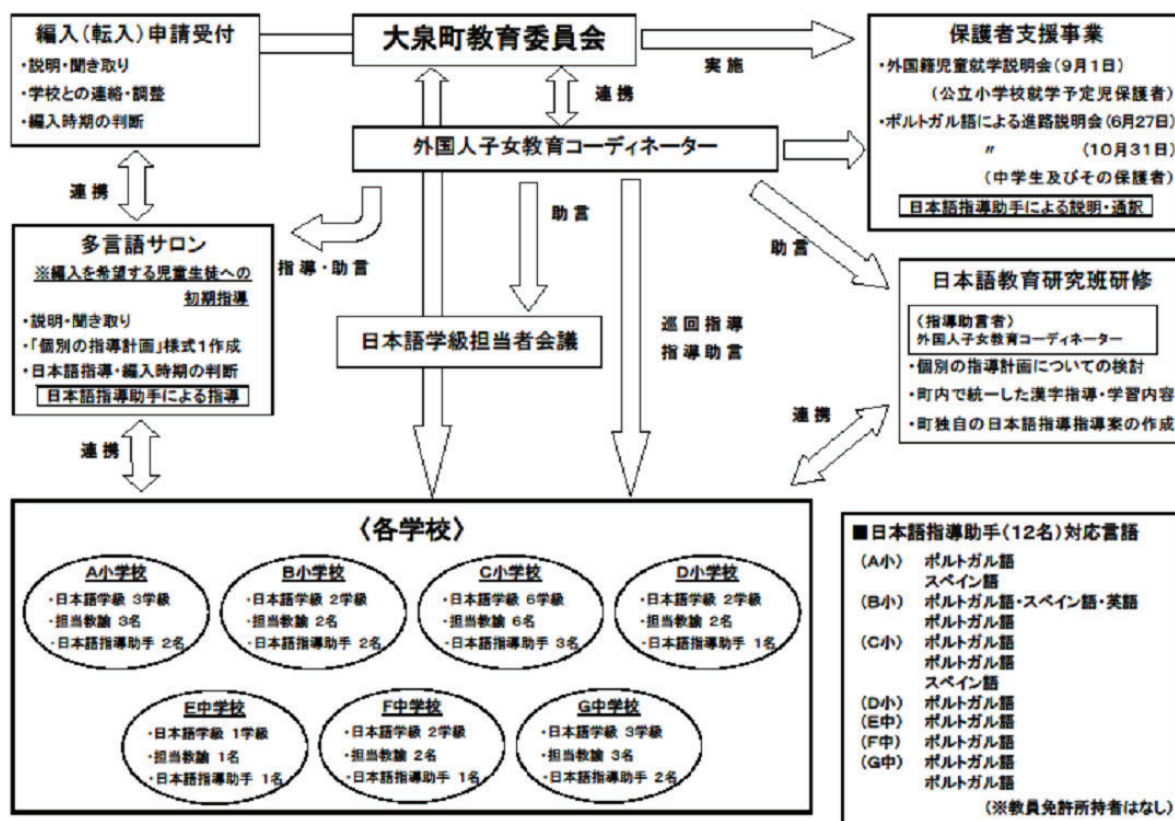 編入(転入)申請受付
・説明・聞き取り
・学校との連絡・調整
・編入時期の判断
大泉町教育委員会
実施
連携
保護者支援事業
・外国籍児童就学説明会(9月1日)
(公立小学校就学予定児保護者)
・ポルトガル語による進路説明会(6月27日)
〃 (10月31日)
(中学生及びその保護者)
日本語指導助手による説明・通訳
外国人子女教育コーディネーター
連携
指導・助言
助言
助言
巡回指導
指導助言
多言語サロン
※編入を希望する児童生徒への
初期指導
・説明・聞き取り
・「個別の指導計画」様式1作成
・日本語指導・編入時期の判断
日本語指導助手による指導
日本語学級担当者会議
日本語教育研究班研修
(指導助言者)
外国人子女教育コーディネーター
・個別の指導計画についての検討
・町内で統一した漢字指導・学習内容
・町独自の日本語指導指導案の作成
連携
連携
〈各学校〉
A小学校
・日本語学級 3学級
・担当教諭 3名
・日本語指導助手 2名
B小学校
・日本語学級 2学級
・担当教諭 2名
・日本語指導助手 2名
C小学校
・日本語学級 6学級
・担当教諭 6名
・日本語指導助手 3名
D小学校
・日本語学級 2学級
・担当教諭 2名
・日本語指導助手 1名
E中学校
・日本語学級 1学級
・担当教諭 1名
・日本語指導助手 1名
F中学校
・日本語学級 2学級
・担当教諭 2名
・日本語指導助手 1名
G中学校
・日本語学級 3学級
・担当教諭 3名
・日本語指導助手 2名
■日本語指導助手(12名)対応言語
(A小) ポルトガル語
スペイン語
(B小) ポルトガル語・スペイン語・英語
ポルトガル語
(C小) ポルトガル語
ポルトガル語
スペイン語
(D小) ポルトガル語
(E中) ポルトガル語
(F中) ポルトガル語
(G中) ポルトガル語
ポルトガル語
(※教員免許所持者はなし)